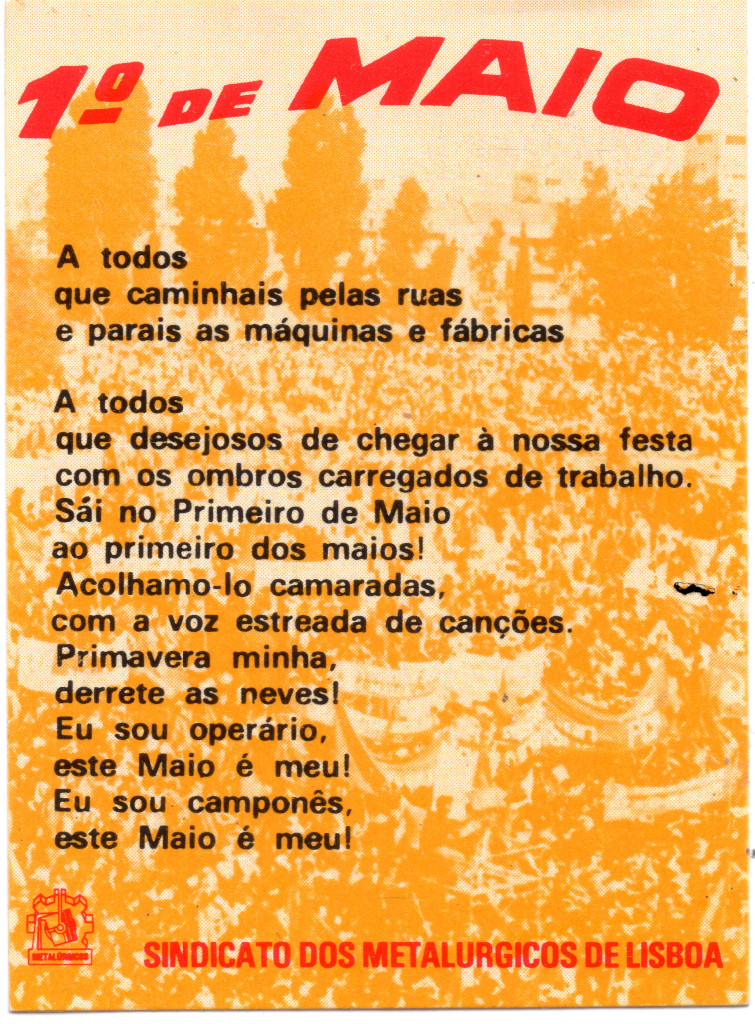 1º DE MAIO
A todos
que caminhais pelas ruas
e parais as máquinas e fábricas
A todos
que desejosos de chegar à nossa festa
com os ombros carregados de trabalho.
Sái no Primeiro de Maio
ao primeiro dos maios!
Acolhamo-lo camaradas,
com a voz estreada de canções.
Primavera minha,
derrete as neves!
Eu sou operário,
este Maio é meu!
Eu sou camponês,
este Maio é meu!
METALÚRGICOS
SINDICATO DOS METALURGICOS DE LISBOA